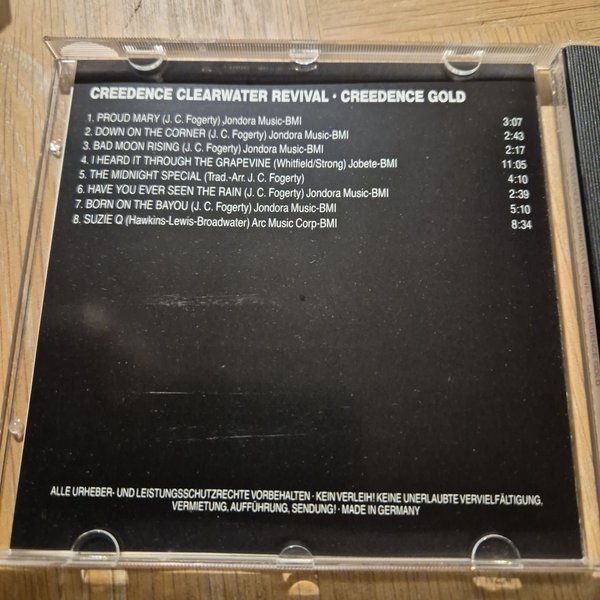 CREEDENCE CLEARWATER REVIVAL · CREEDENCE GOLD
1. PROUD MARY (J. C. Fogerty) Jondora Music-BMI 3:07
2. DOWN ON THE CORNER (J. C. Fogerty) Jondora Music-BMI 2:43
3. BAD MOON RISING (J. C. Fogerty) Jondora Music-BMI 2:17
4. I HEARD IT THROUGH THE GRAPEVINE (Whitfield/Strong) Jobete-BMI 11:05
5. THE MIDNIGHT SPECIAL (Trad.-Arr. J. C. Fogerty) 4:10
6. HAVE YOU EVER SEEN THE RAIN (J. C. Fogerty) Jondora Music-BMI 2:39
7. BORN ON THE BAYOU (J. C. Fogerty) Jondora Music-BMI 5:10
8. SUZIE Q (Hawkins-Lewis-Broadwater) Arc Music Corp-BMI 8:34
ALLE URHEBER- UND LEISTUNGSSCHUTZRECHTE VORBEHALTEN · KEIN VERLEIH! KEINE UNERLAUBTE VERVIELFÄLTIGUNG,
VERMIETUNG, AUFFÜHRUNG, SENDUNG! · MADE IN GERMANY